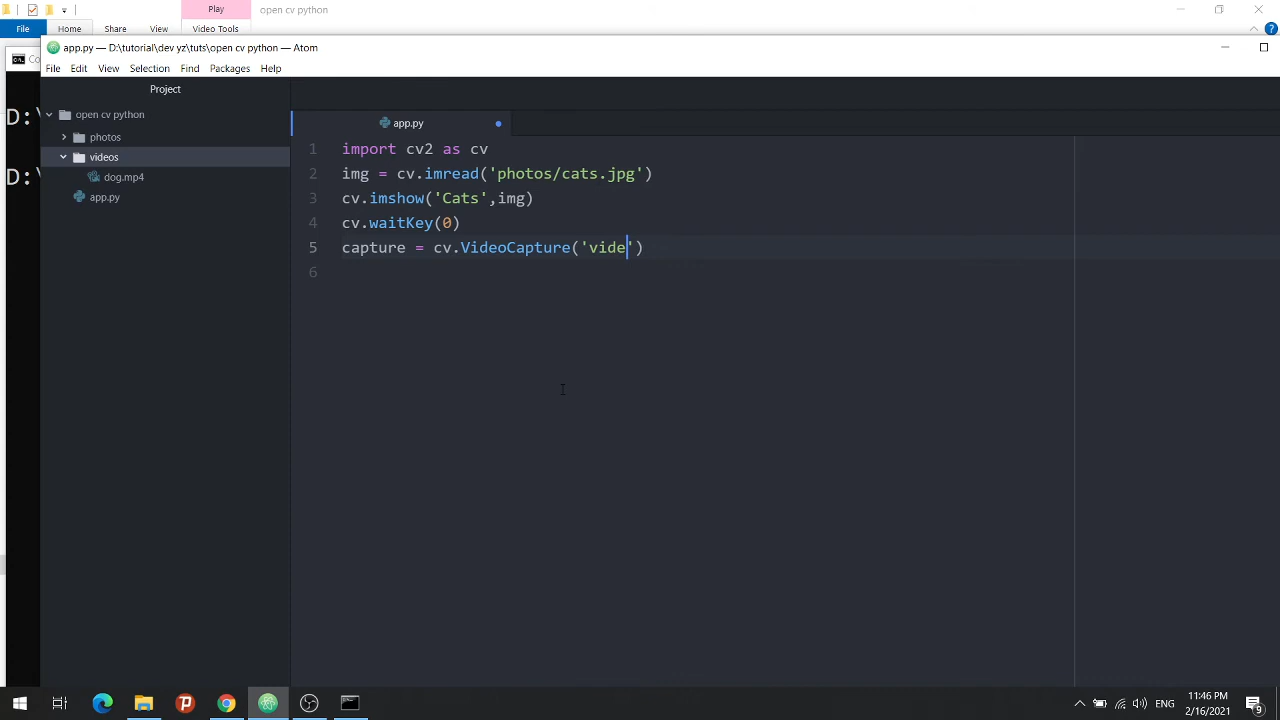 Play
open cv python
File
Home
Share
View
Video Tools
app.py — D:\tutorial\dev yz\tuts\open cv python — Atom
File Edit View Selection Find Packages Help
Project
open cv python
photos
videos
dog.mp4
app.py
app.py
1 import cv2 as cv
2 img = cv.imread('photos/cats.jpg')
3 cv.imshow('Cats',img)
4 cv.waitKey(0)
5 capture = cv.VideoCapture('vide')
6
D:\
D:\
ENG
11:46 PM
2/16/2021
9